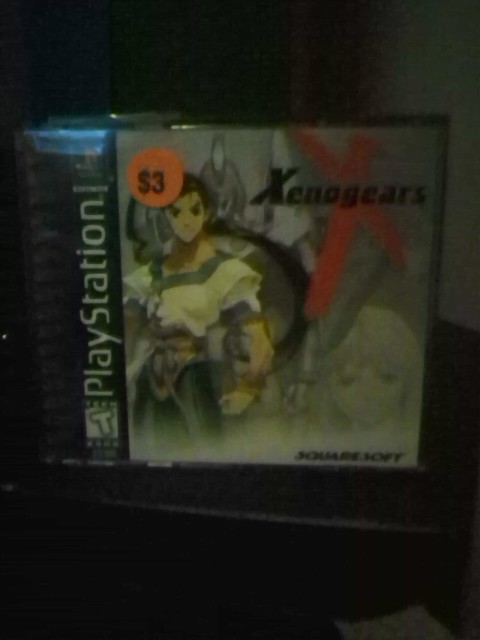 $3
Xenogears
X
PlayStation
T
SQUARESOFT